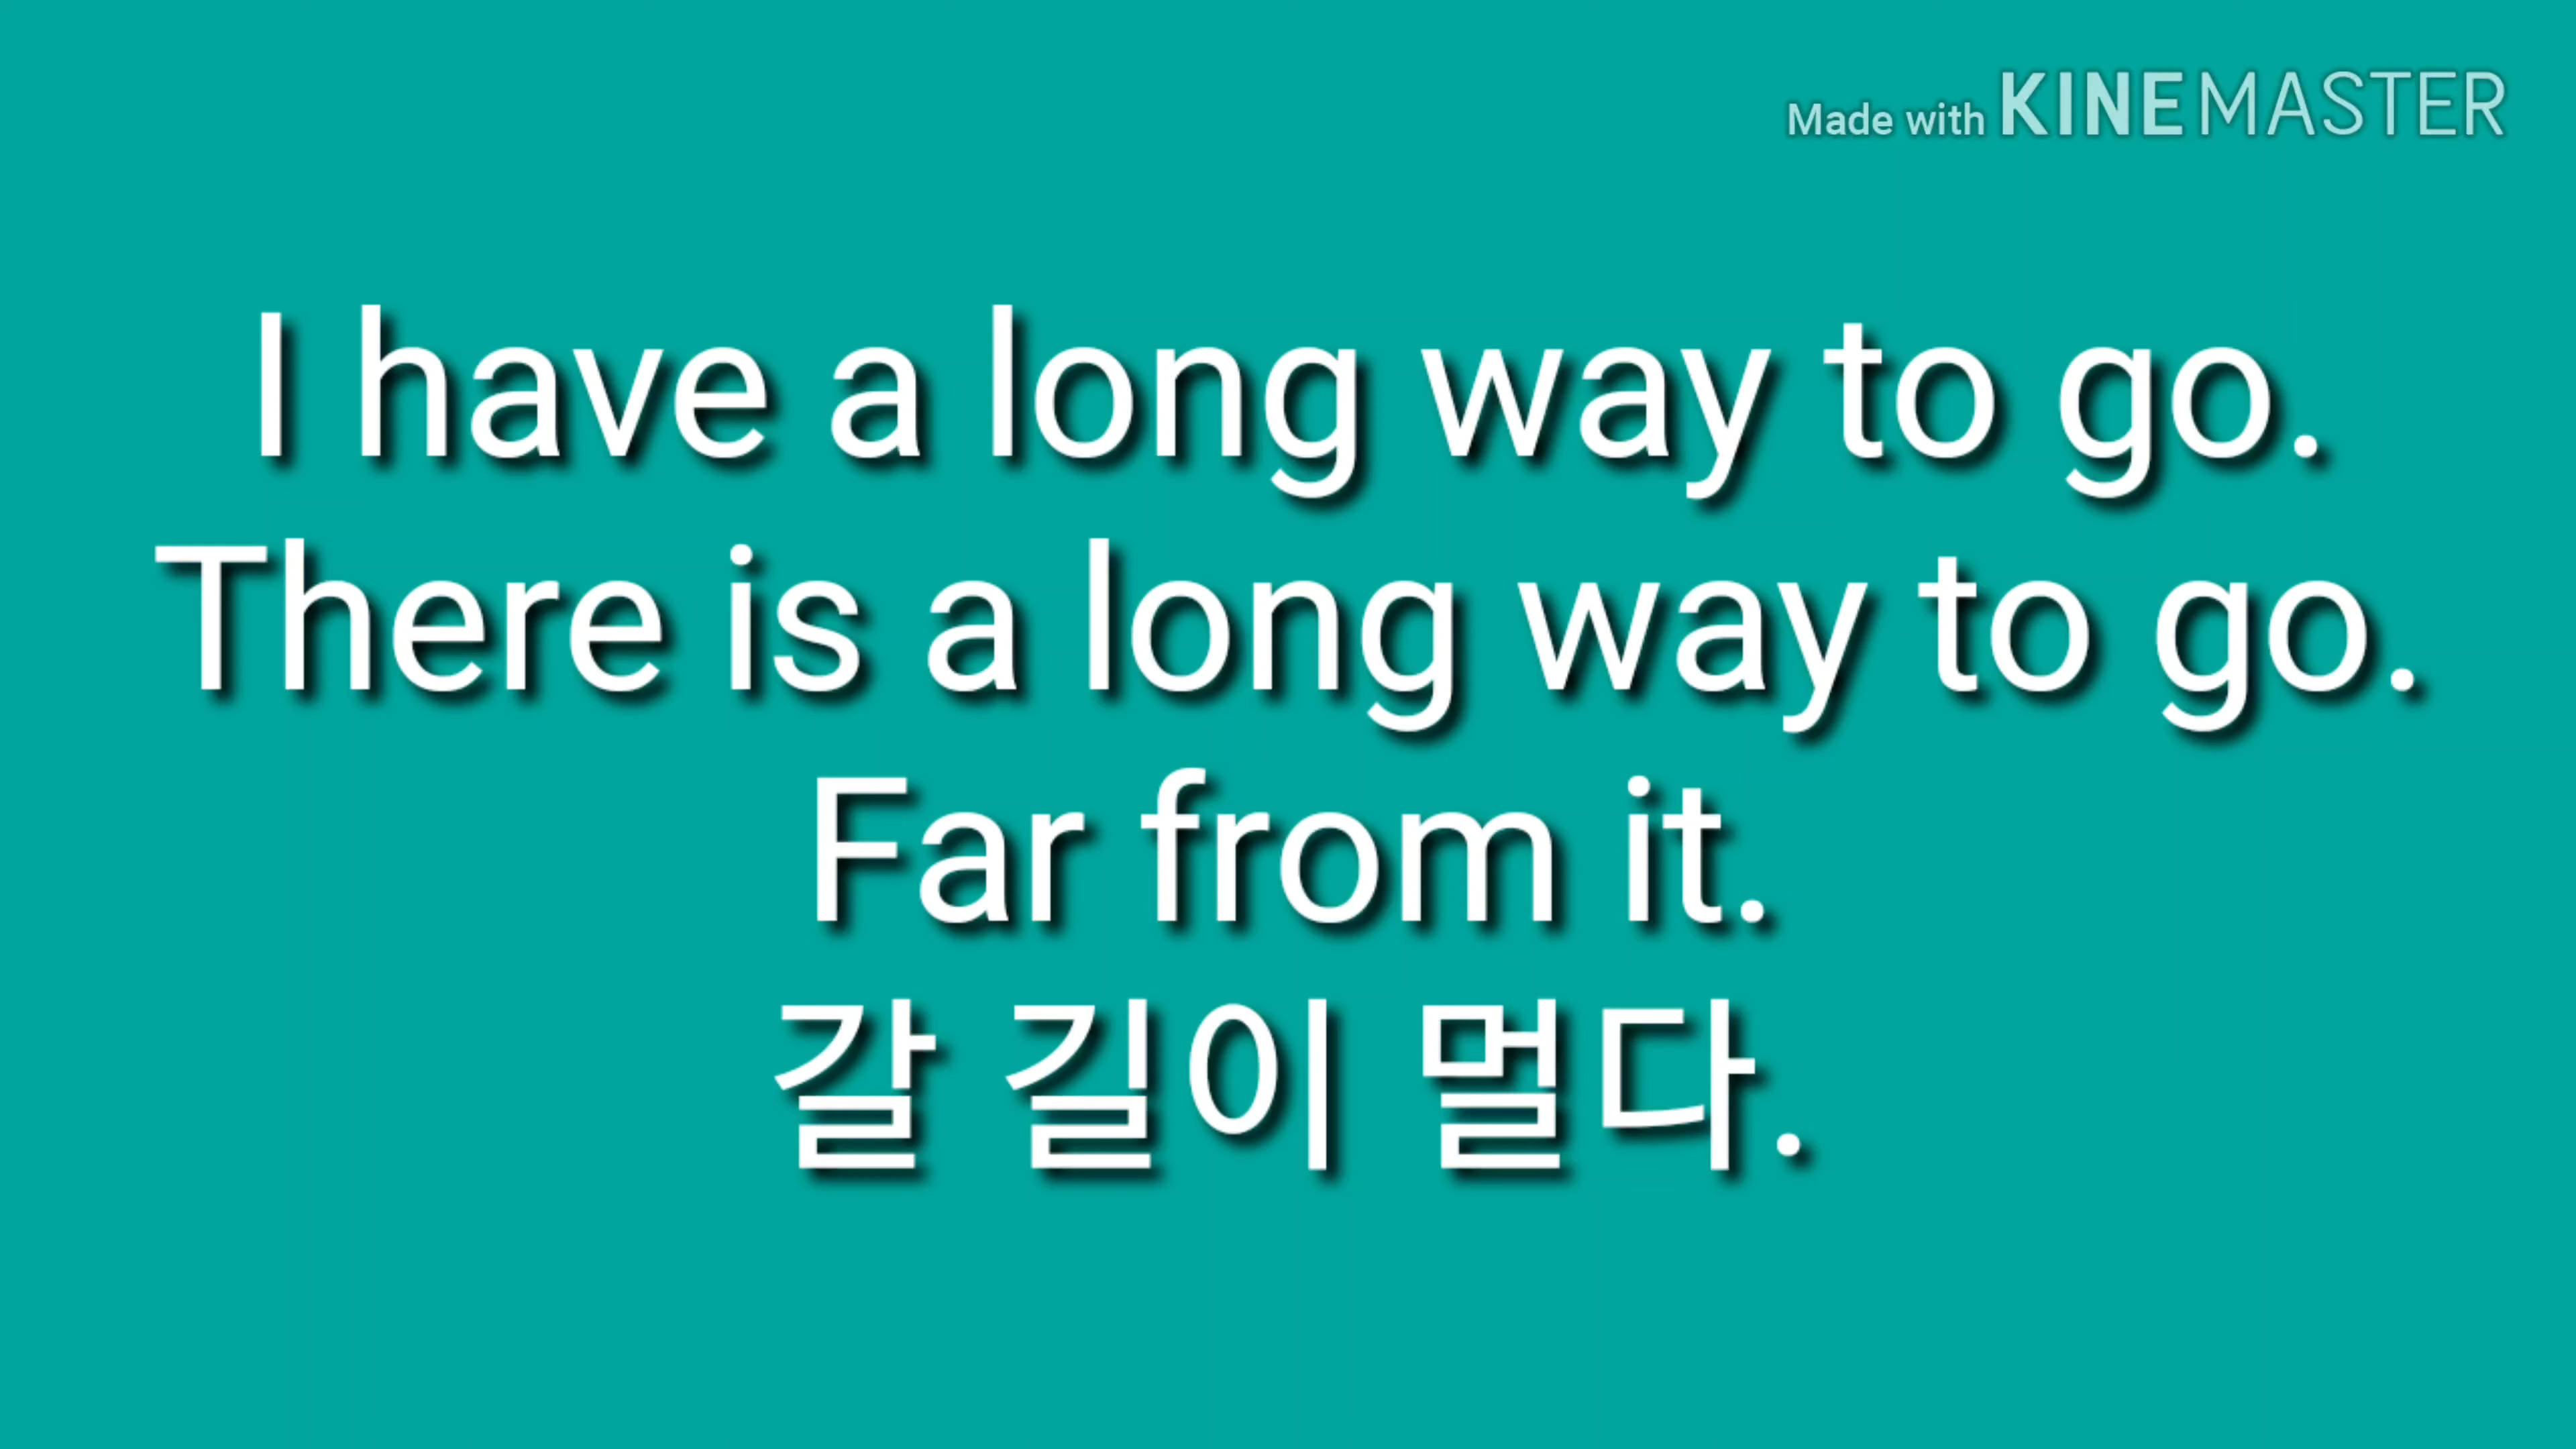 Made with KINEMASTER
I have a long way to go.
There is a long way to go.
Far from it.
갈 길이 멀다.